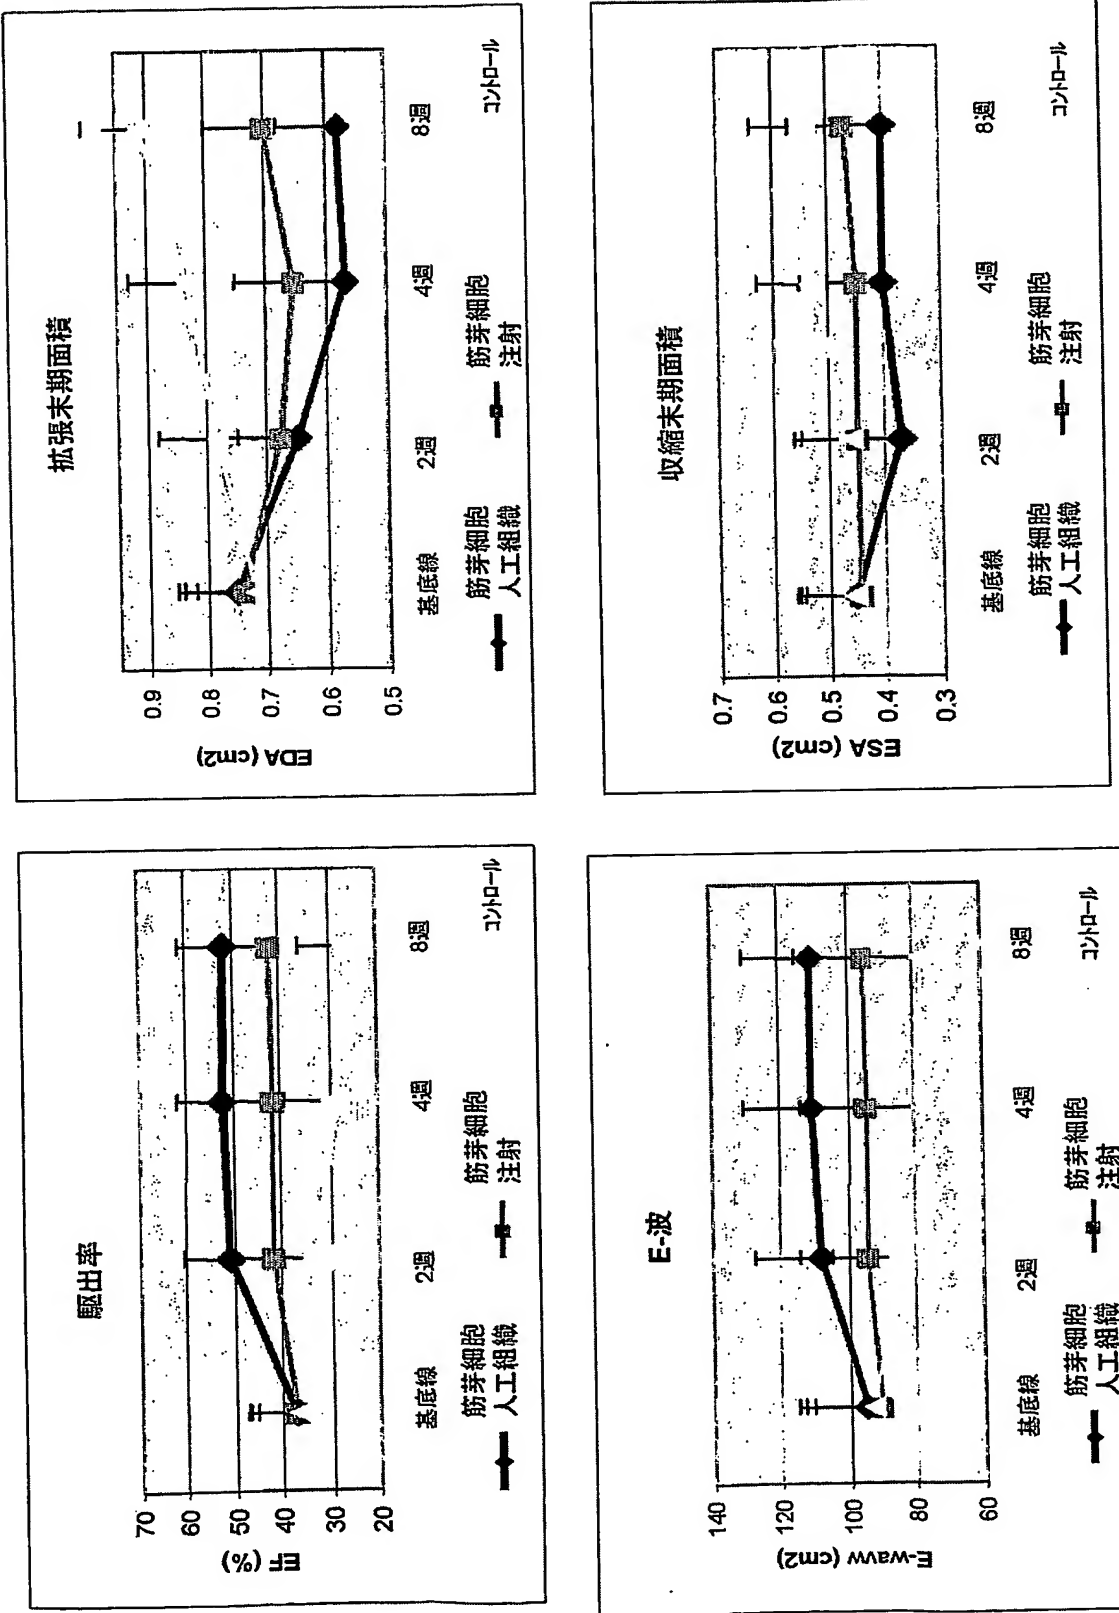 拡張末期面積
EDA (cm2)
0.9
0.8
0.7
0.6
0.5
基底線
2週
4週
8週
筋芽細胞
人工組織
筋芽細胞
注射
コントロール
収縮末期面積
ESA (cm2)
0.7
0.6
0.5
0.4
0.3
基底線
2週
4週
8週
筋芽細胞
人工組織
筋芽細胞
注射
コントロール
駆出率
EF (%)
70
60
50
40
30
20
基底線
2週
4週
8週
筋芽細胞
人工組織
筋芽細胞
注射
コントロール
E-波
E-wavw (cm2)
140
120
100
80
60
基底線
2週
4週
8週
筋芽細胞
人工組織
筋芽細胞
注射
コントロール